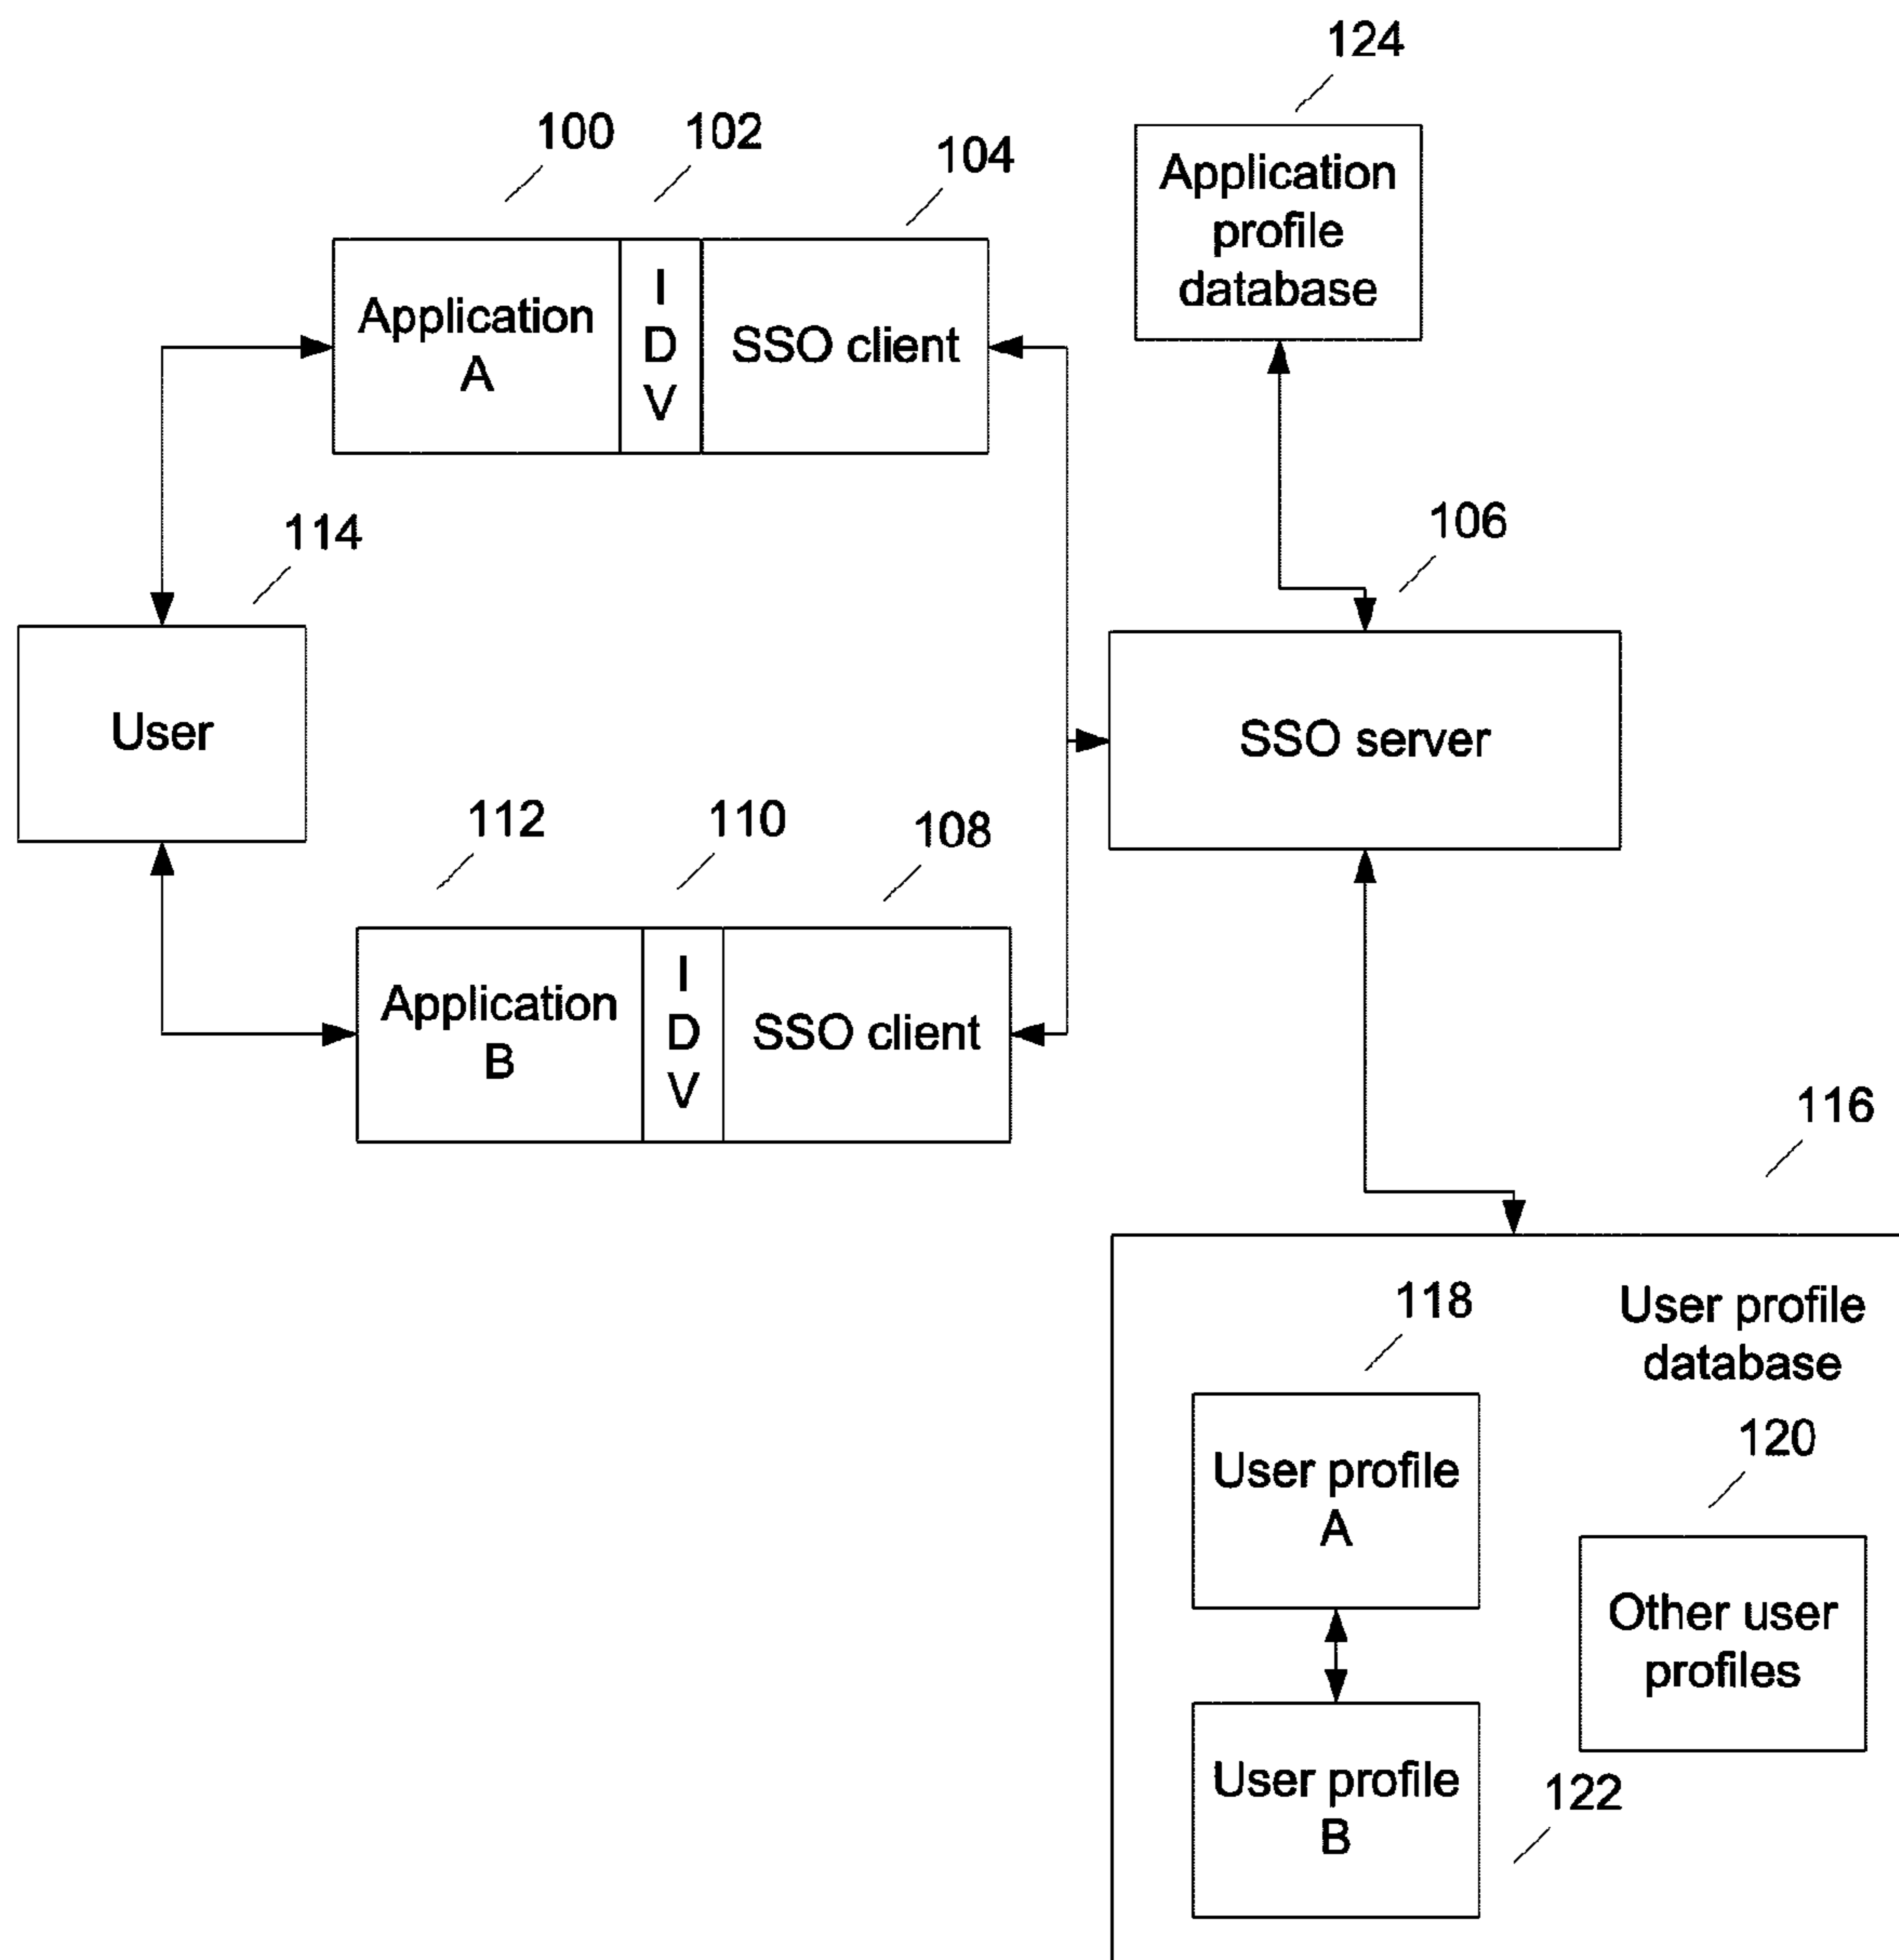 124
Application
profile
database
100
102
104
Application
A
I
D
V
SSO client
114
User
106
SSO server
112
110
108
Application
B
I
D
V
SSO client
116
User profile
database
118
User profile
A
120
Other user
profiles
User profile
B
122